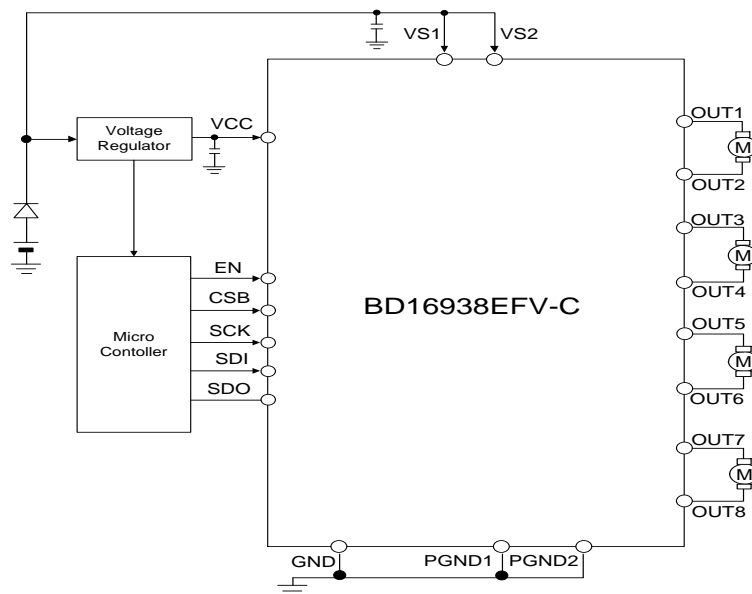 VS1
VS2
Voltage
Regulator
VCC
OUT1
M
OUT2
OUT3
M
OUT4
EN
CSB
SCK
SDI
SDO
Micro
Contoller
BD16938EFV-C
OUT5
M
OUT6
OUT7
M
OUT8
GND
PGND1
PGND2